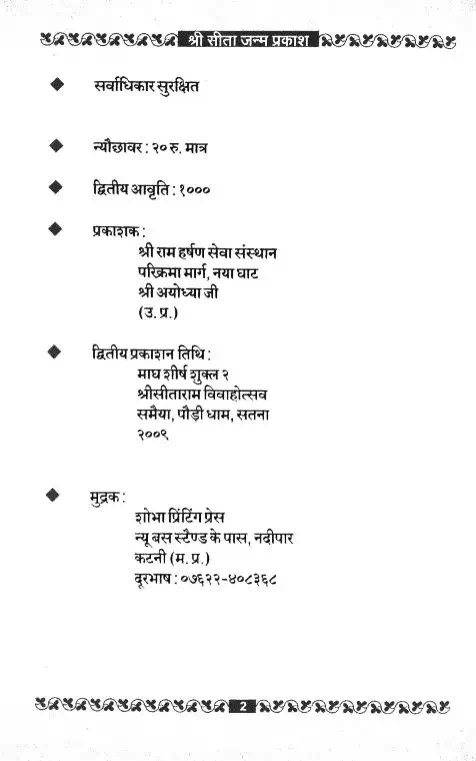 श्री सीता जन्म प्रकाश
सर्वाधिकार सुरक्षित
न्यौछावर : २० रु. मात्र
द्वितीय आवृति : १०००
प्रकाशक :
श्री राम हर्षण सेवा संस्थान
परिक्रमा मार्ग, नया घाट
श्री अयोध्या जी
(उ. प्र.)
द्वितीय प्रकाशन तिथि :
माघ शीर्ष शुक्ल २
श्रीसीताराम विवाहोत्सव
समैया, पौड़ी धाम, सतना
२००९
मुद्रक :
शोभा प्रिंटिंग प्रेस
न्यू बस स्टैण्ड के पास, नदीपार
कटनी (म. प्र.)
दूरभाष : ०७६२२-४०८३६८
2